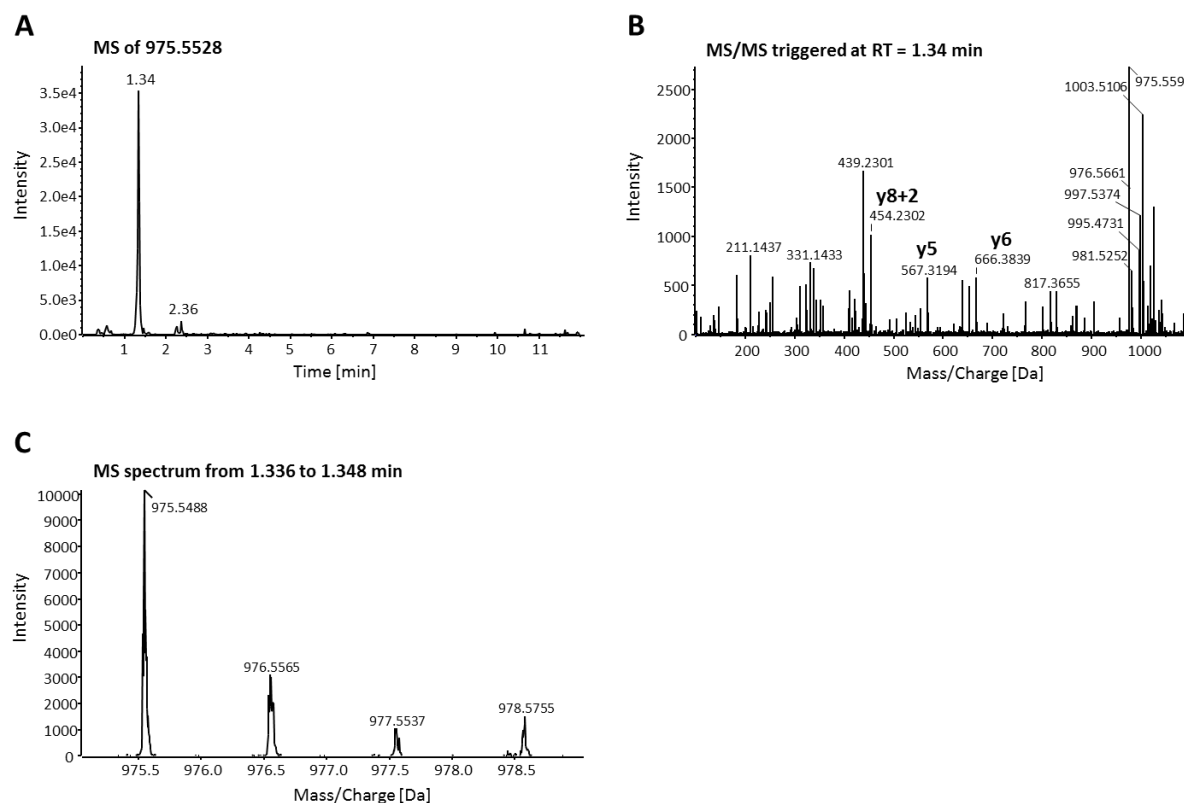 A
MS of 975.5528
Intensity
3.5e4
3.0e4
2.5e4
2.0e4
1.5e4
1.0e4
5.0e3
0.0e0
1.34
2.36
1 2 3 4 5 6 7 8 9 10 11
Time [min]
B
MS/MS triggered at RT = 1.34 min
Intensity
2500
2000
1500
1000
500
0
975.559
1003.5106
976.5661
997.5374
995.4731
981.5252
439.2301
y8+2
454.2302
211.1437
331.1433
y5
567.3194
y6
666.3839
817.3655
200 300 400 500 600 700 800 900 1000
Mass/Charge [Da]
C
MS spectrum from 1.336 to 1.348 min
Intensity
10000
9000
8000
7000
6000
5000
4000
3000
2000
1000
0
975.5488
976.5565
977.5537
978.5755
975.5 976.0 976.5 977.0 977.5 978.0 978.5
Mass/Charge [Da]